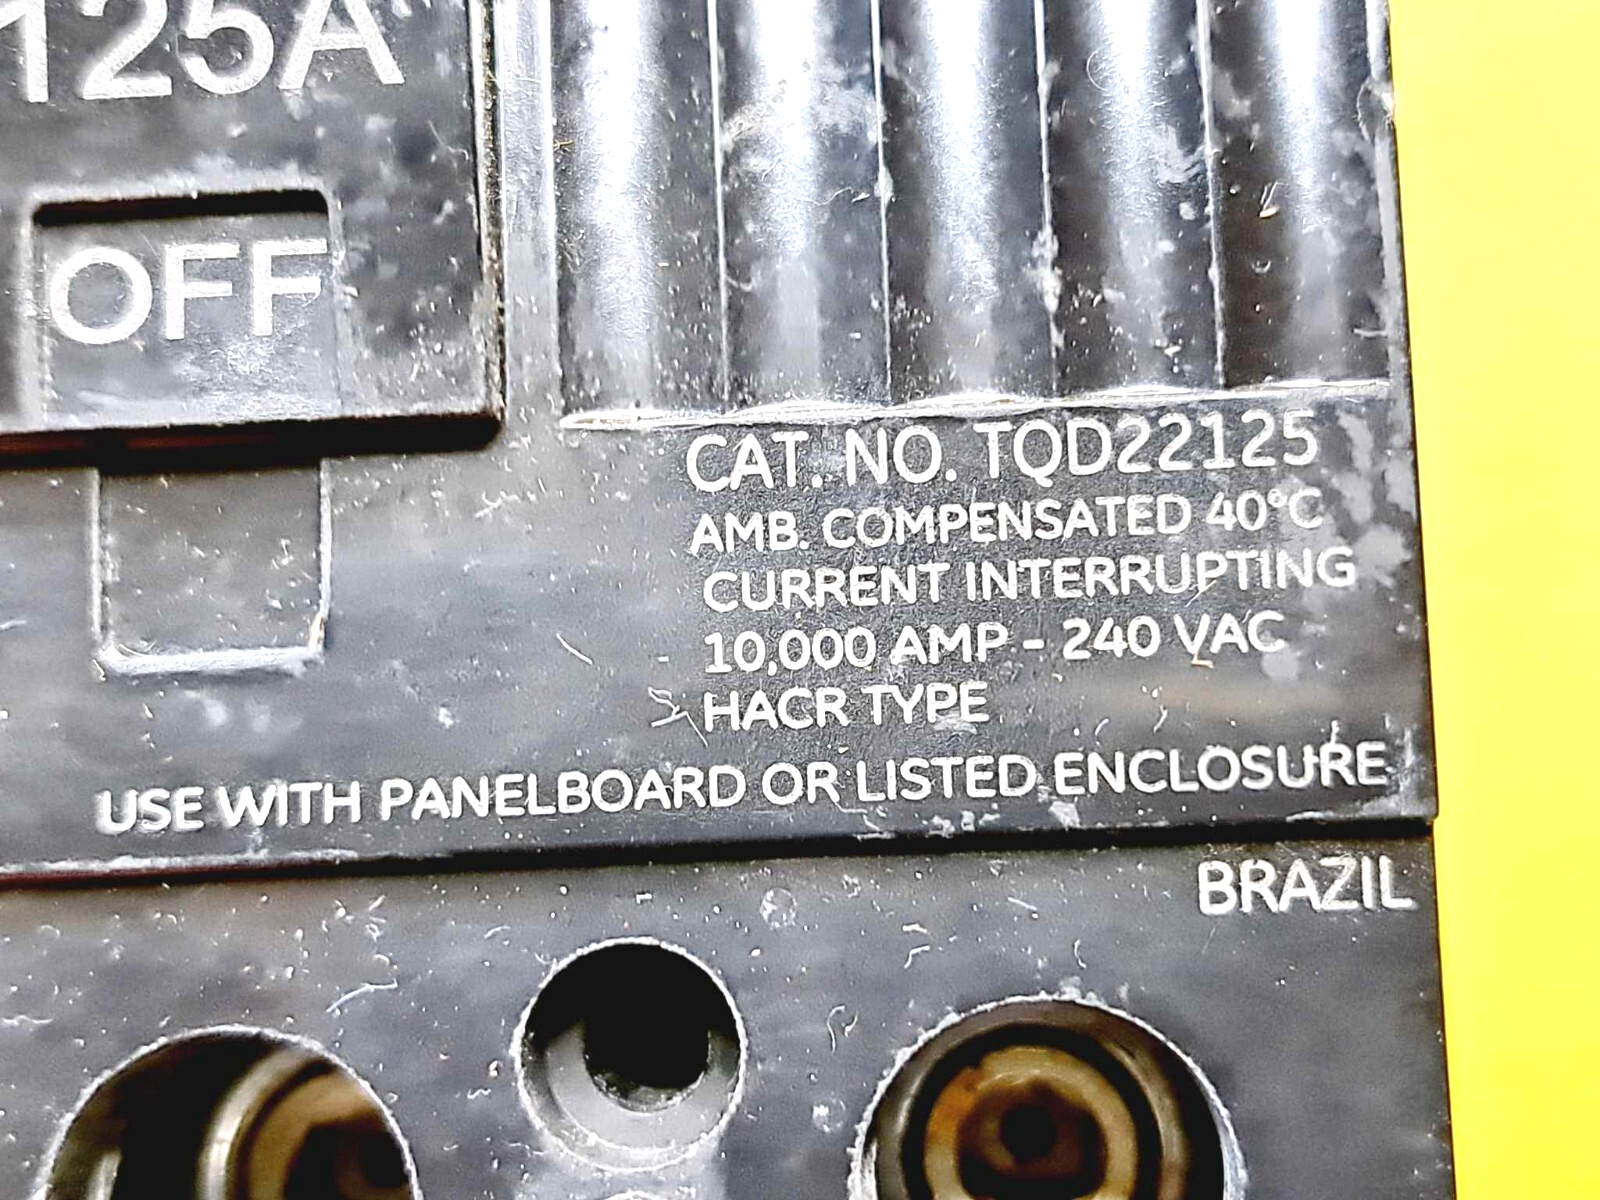 125A
OFF
CAT. NO. TQD22125
AMB. COMPENSATED 40°C
CURRENT INTERRUPTING
10,000 AMP - 240 VAC
HACR TYPE
USE WITH PANELBOARD OR LISTED ENCLOSURE
BRAZIL